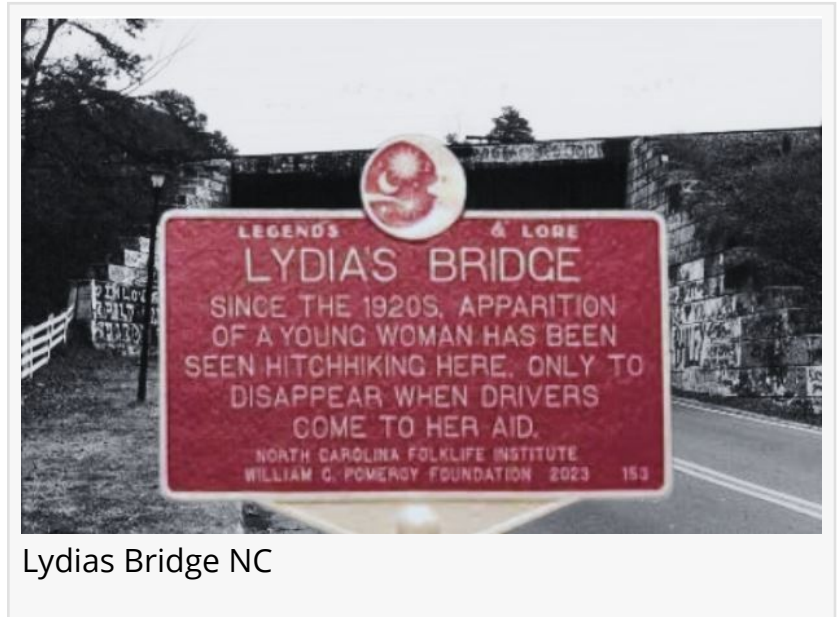 LEGENDS & LORE
LYDIA'S BRIDGE
SINCE THE 1920S, APPARITION
OF A YOUNG WOMAN HAS BEEN
SEEN HITCHHIKING HERE, ONLY TO
DISAPPEAR WHEN DRIVERS
COME TO HER AID.
NORTH CAROLINA FOLKLIFE INSTITUTE
WILLIAM G. POMEROY FOUNDATION 2023 153
Lydias Bridge NC